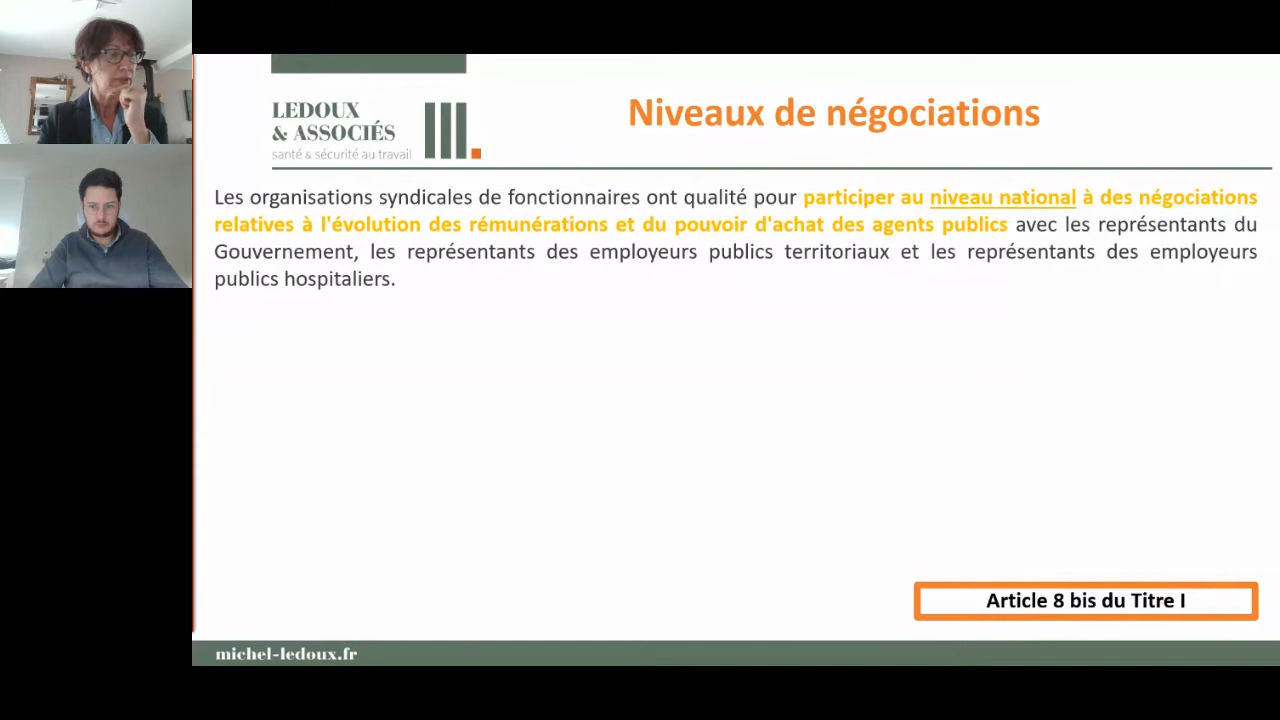 LEDOUX
& ASSOCIÉS
santé & sécurité au travail
Niveaux de négociations
Les organisations syndicales de fonctionnaires ont qualité pour participer au niveau national à des négociations
relatives à l'évolution des rémunérations et du pouvoir d'achat des agents publics avec les représentants du
Gouvernement, les représentants des employeurs publics territoriaux et les représentants des employeurs
publics hospitaliers.
Article 8 bis du Titre I
michel-ledoux.fr